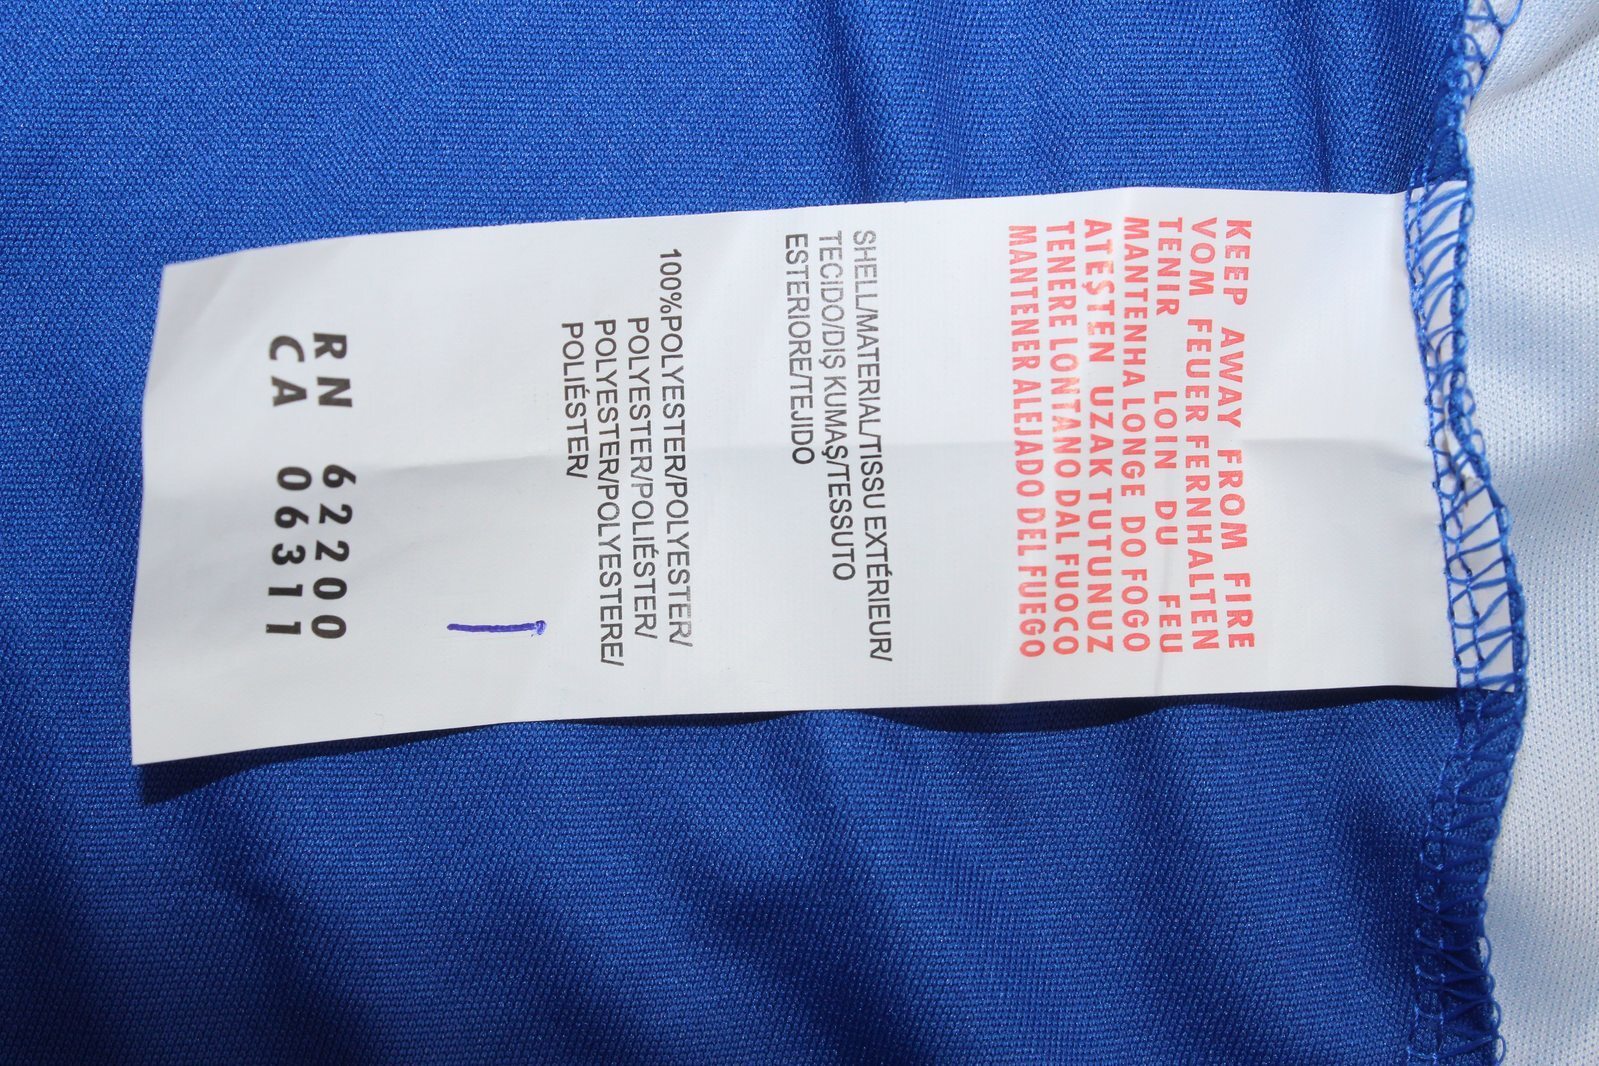 KEEP AWAY FROM FIRE
VOM FEUER FERNHALTEN
TENIR LOIN DU FEU
MANTENHA LONGE DO FOGO
ATEŞTEN UZAK TUTUNUZ
TENERE LONTANO DAL FUOCO
MANTENER ALEJADO DEL FUEGO
SHELL/MATERIAL/TISSU EXTÉRIEUR/
TECIDO/DIŞ KUMAŞ/TESSUTO
ESTERIORE/TEJIDO
100%POLYESTER/POLYESTER/
POLYESTER/POLIÉSTER/
POLYESTER/POLYESTERE/
POLIÉSTER/
RN 62200
CA 06311